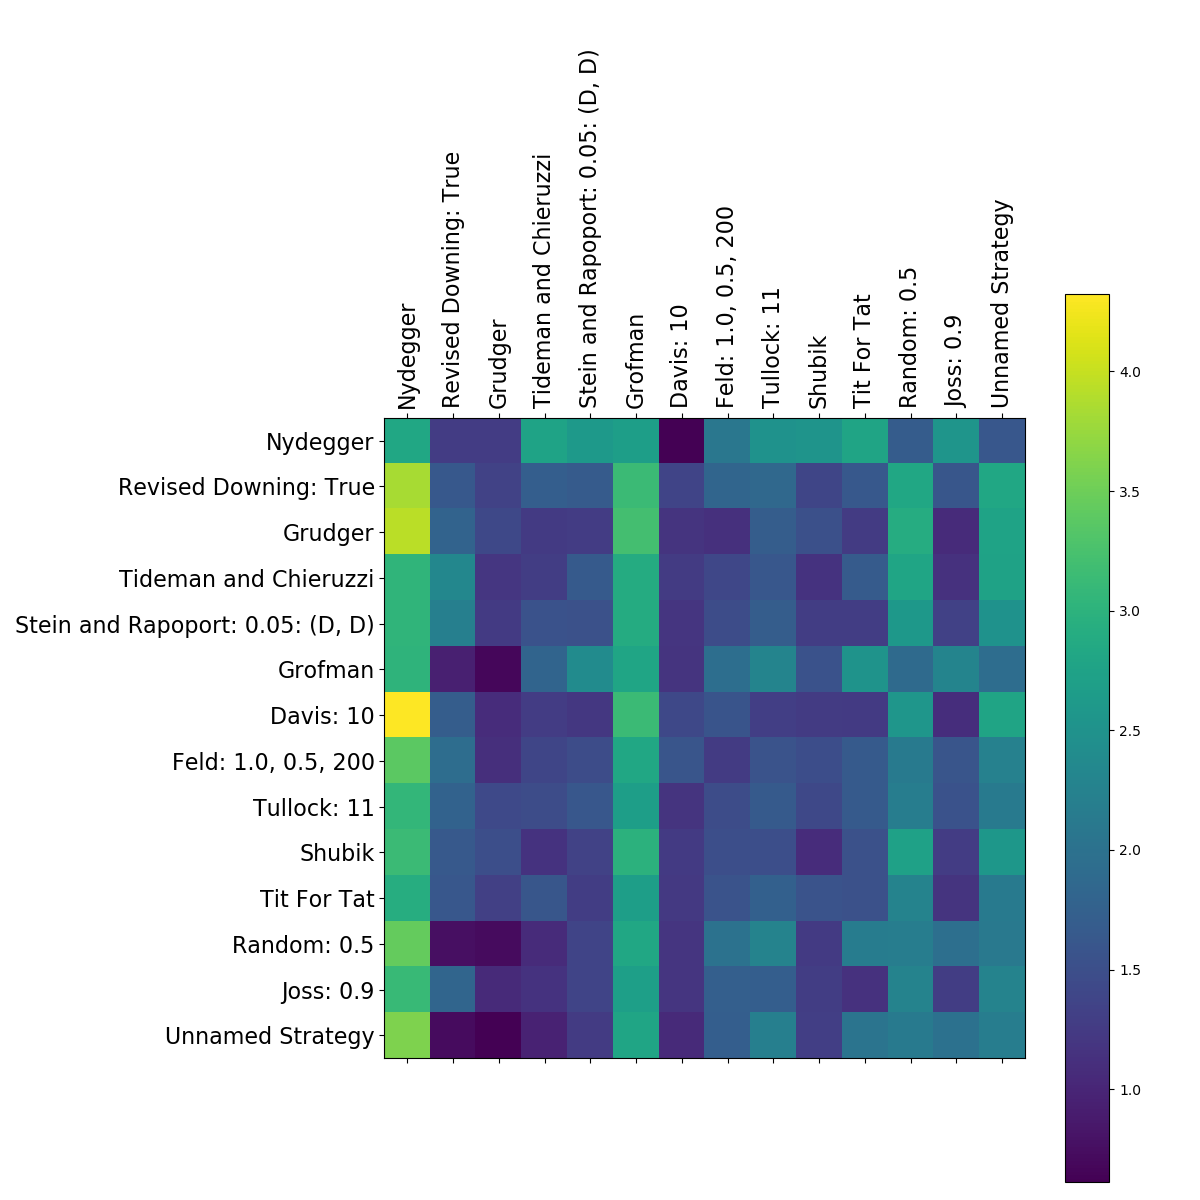 Nydegger
Revised Downing: True
Grudger
Tideman and Chieruzzi
Stein and Rapoport: 0.05: (D, D)
Grofman
Davis: 10
Feld: 1.0, 0.5, 200
Tullock: 11
Shubik
Tit For Tat
Random: 0.5
Joss: 0.9
Unnamed Strategy
Nydegger
Revised Downing: True
Grudger
Tideman and Chieruzzi
Stein and Rapoport: 0.05: (D, D)
Grofman
Davis: 10
Feld: 1.0, 0.5, 200
Tullock: 11
Shubik
Tit For Tat
Random: 0.5
Joss: 0.9
Unnamed Strategy
4.0
3.5
3.0
2.5
2.0
1.5
1.0